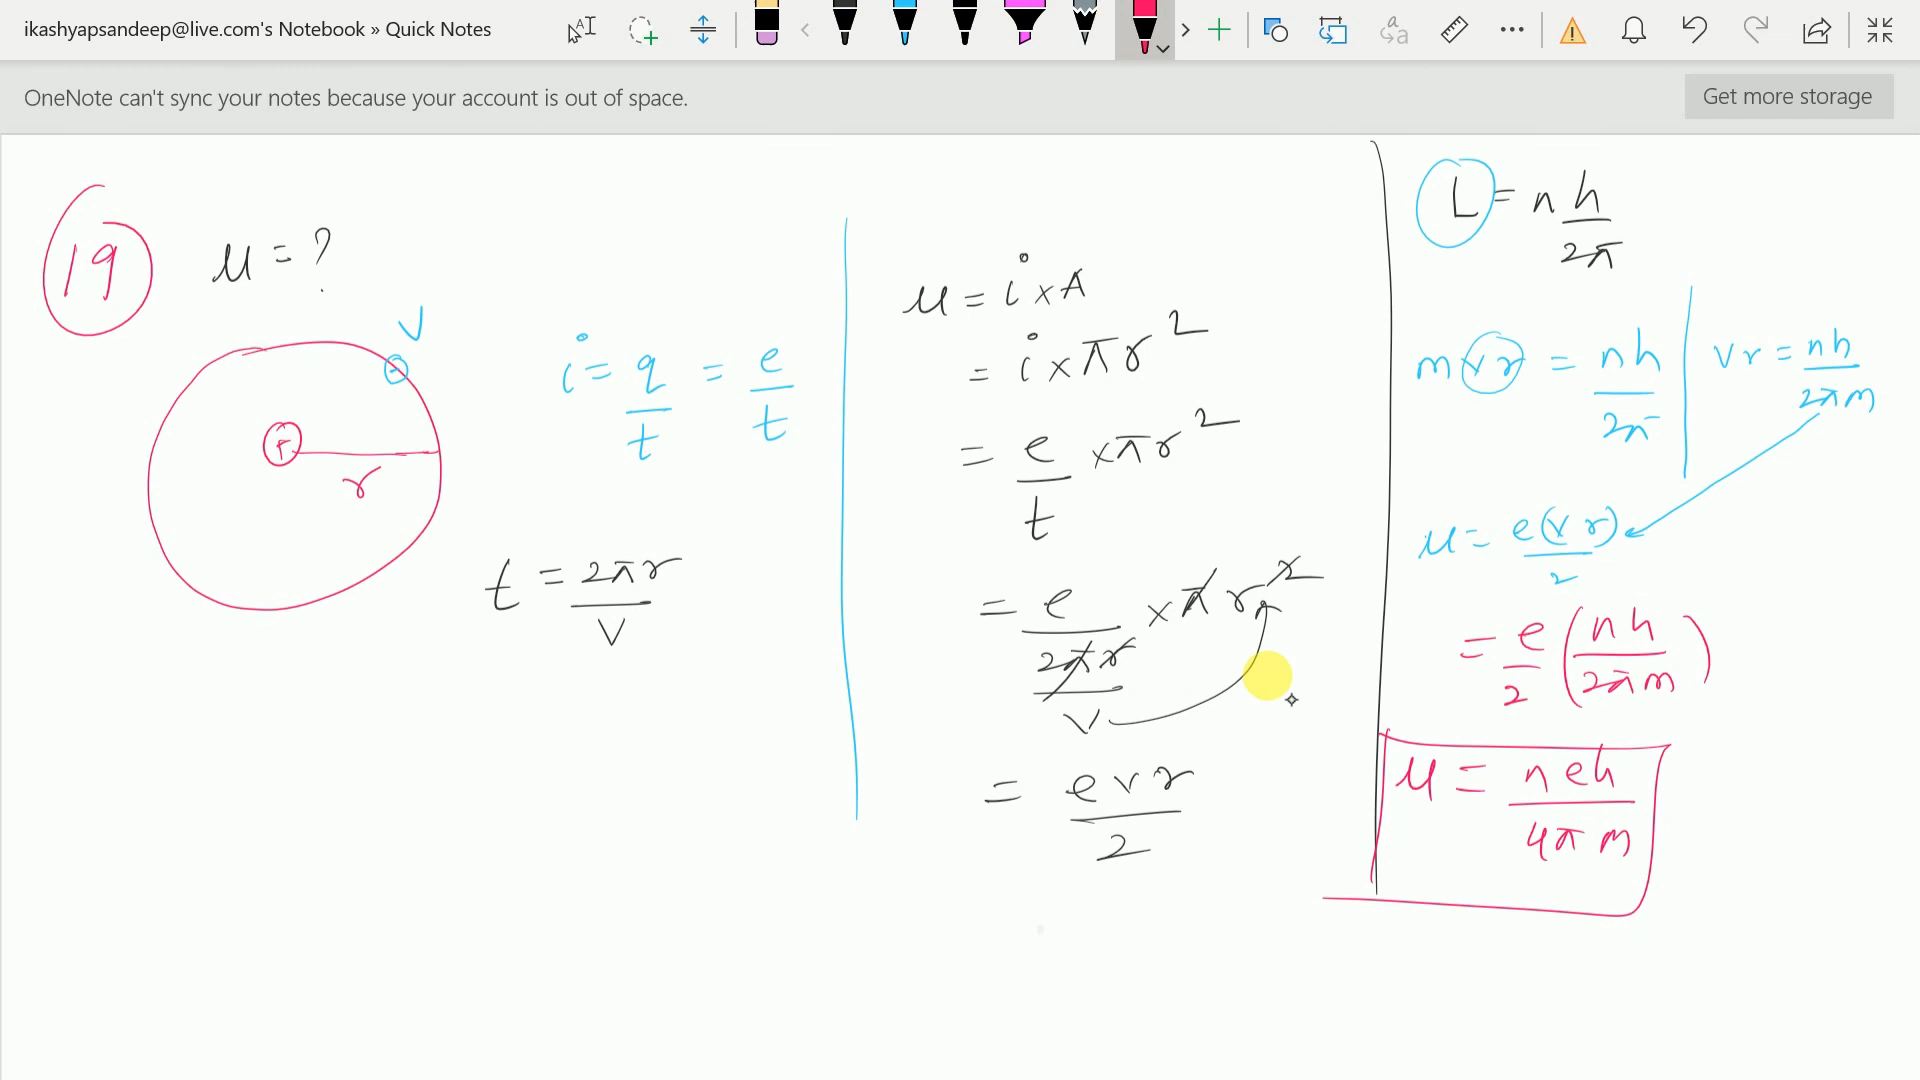 ikashyapsandeep@live.com's Notebook » Quick Notes
OneNote can't sync your notes because your account is out of space.
Get more storage
19
μ = ?
V
+
r
i = q/t = e/t
t = 2πr/V
μ = i × A
= i × πr²
= e/t × πr²
= e/(2πr/V) × πr²
= evr/2
L = n h/2π
mvr = nh/2π
Vr = nh/2πm
μ = e(vr)/2
= e/2 (nh/2πm)
μ = neh/4πm